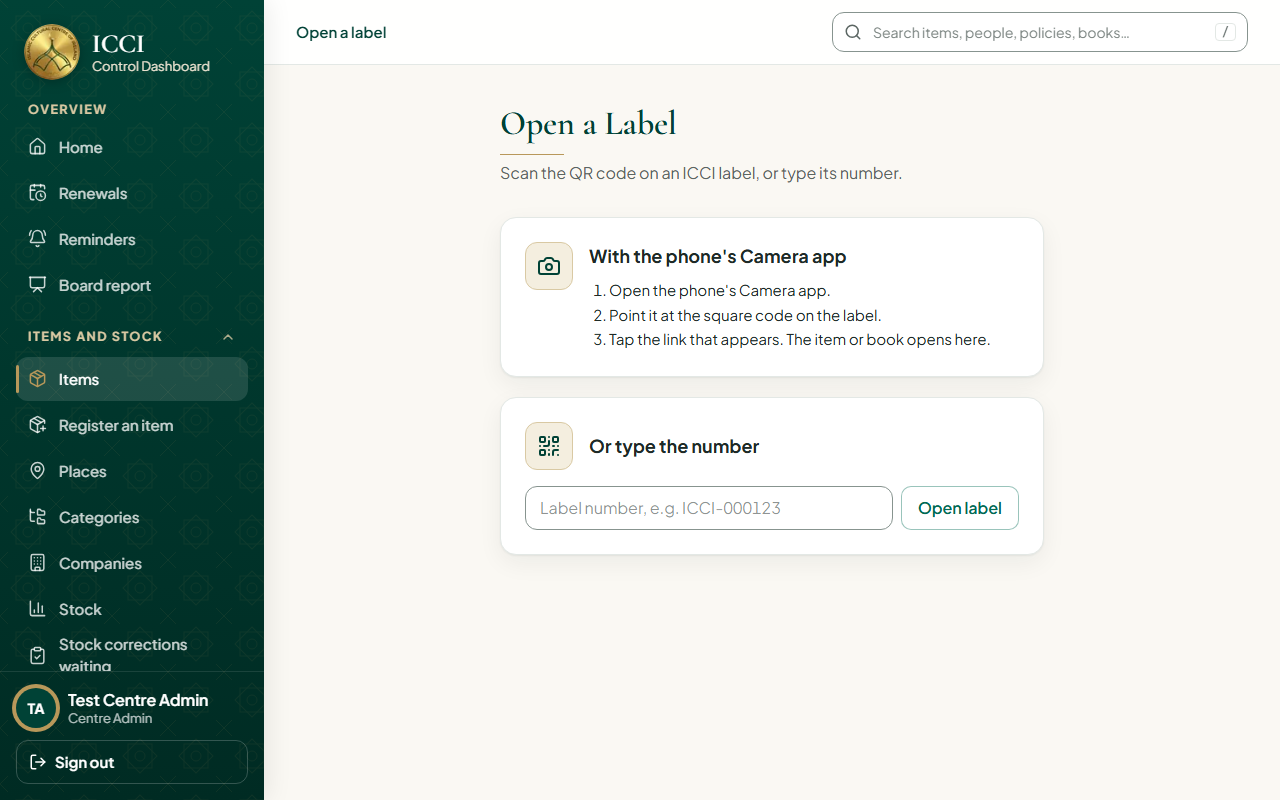 ICCI
Control Dashboard
OVERVIEW
Home
Renewals
Reminders
Board report
ITEMS AND STOCK
Items
Register an item
Places
Categories
Companies
Stock
Stock corrections
waiting
TA
Test Centre Admin
Centre Admin
Sign out
Open a label
Search items, people, policies, books…
/
Open a Label
Scan the QR code on an ICCI label, or type its number.
With the phone's Camera app
1. Open the phone's Camera app.
2. Point it at the square code on the label.
3. Tap the link that appears. The item or book opens here.
Or type the number
Label number, e.g. ICCI-000123
Open label